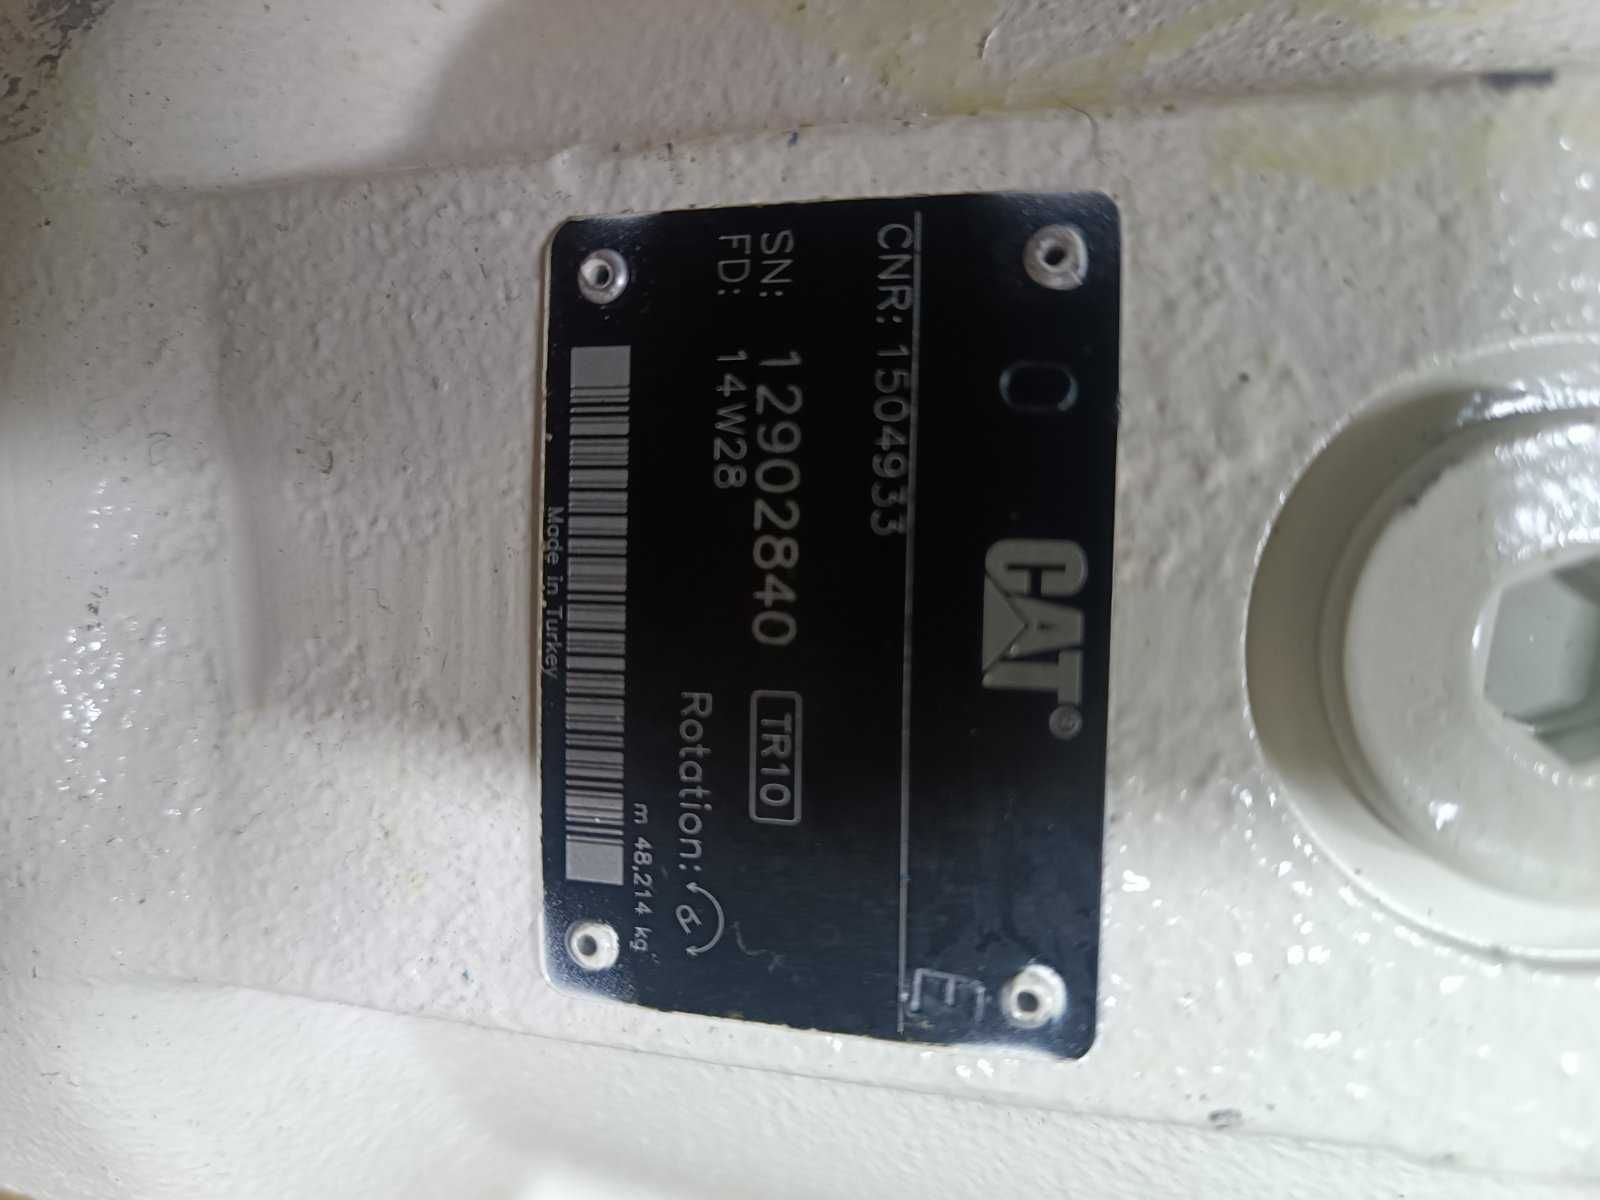 CAT®
E
CNR: 1504933
SN: 12902840 TR10
FD: 14W28
Rotation:
m 48,214 kg
Made in Turkey